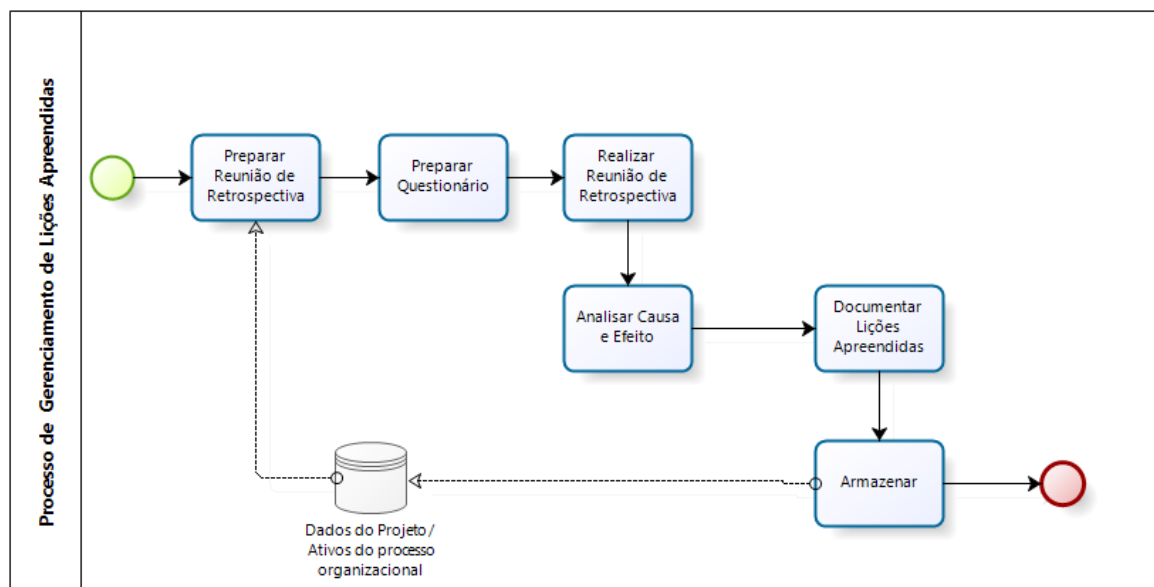 Processo de Gerenciamento de Lições Apreendidas
Preparar
Reunião de
Retrospectiva
Preparar
Questionário
Realizar
Reunião de
Retrospectiva
Analisar Causa
e Efeito
Documentar
Lições
Apreendidas
Armazenar
Dados do Projeto /
Ativos do processo
organizacional